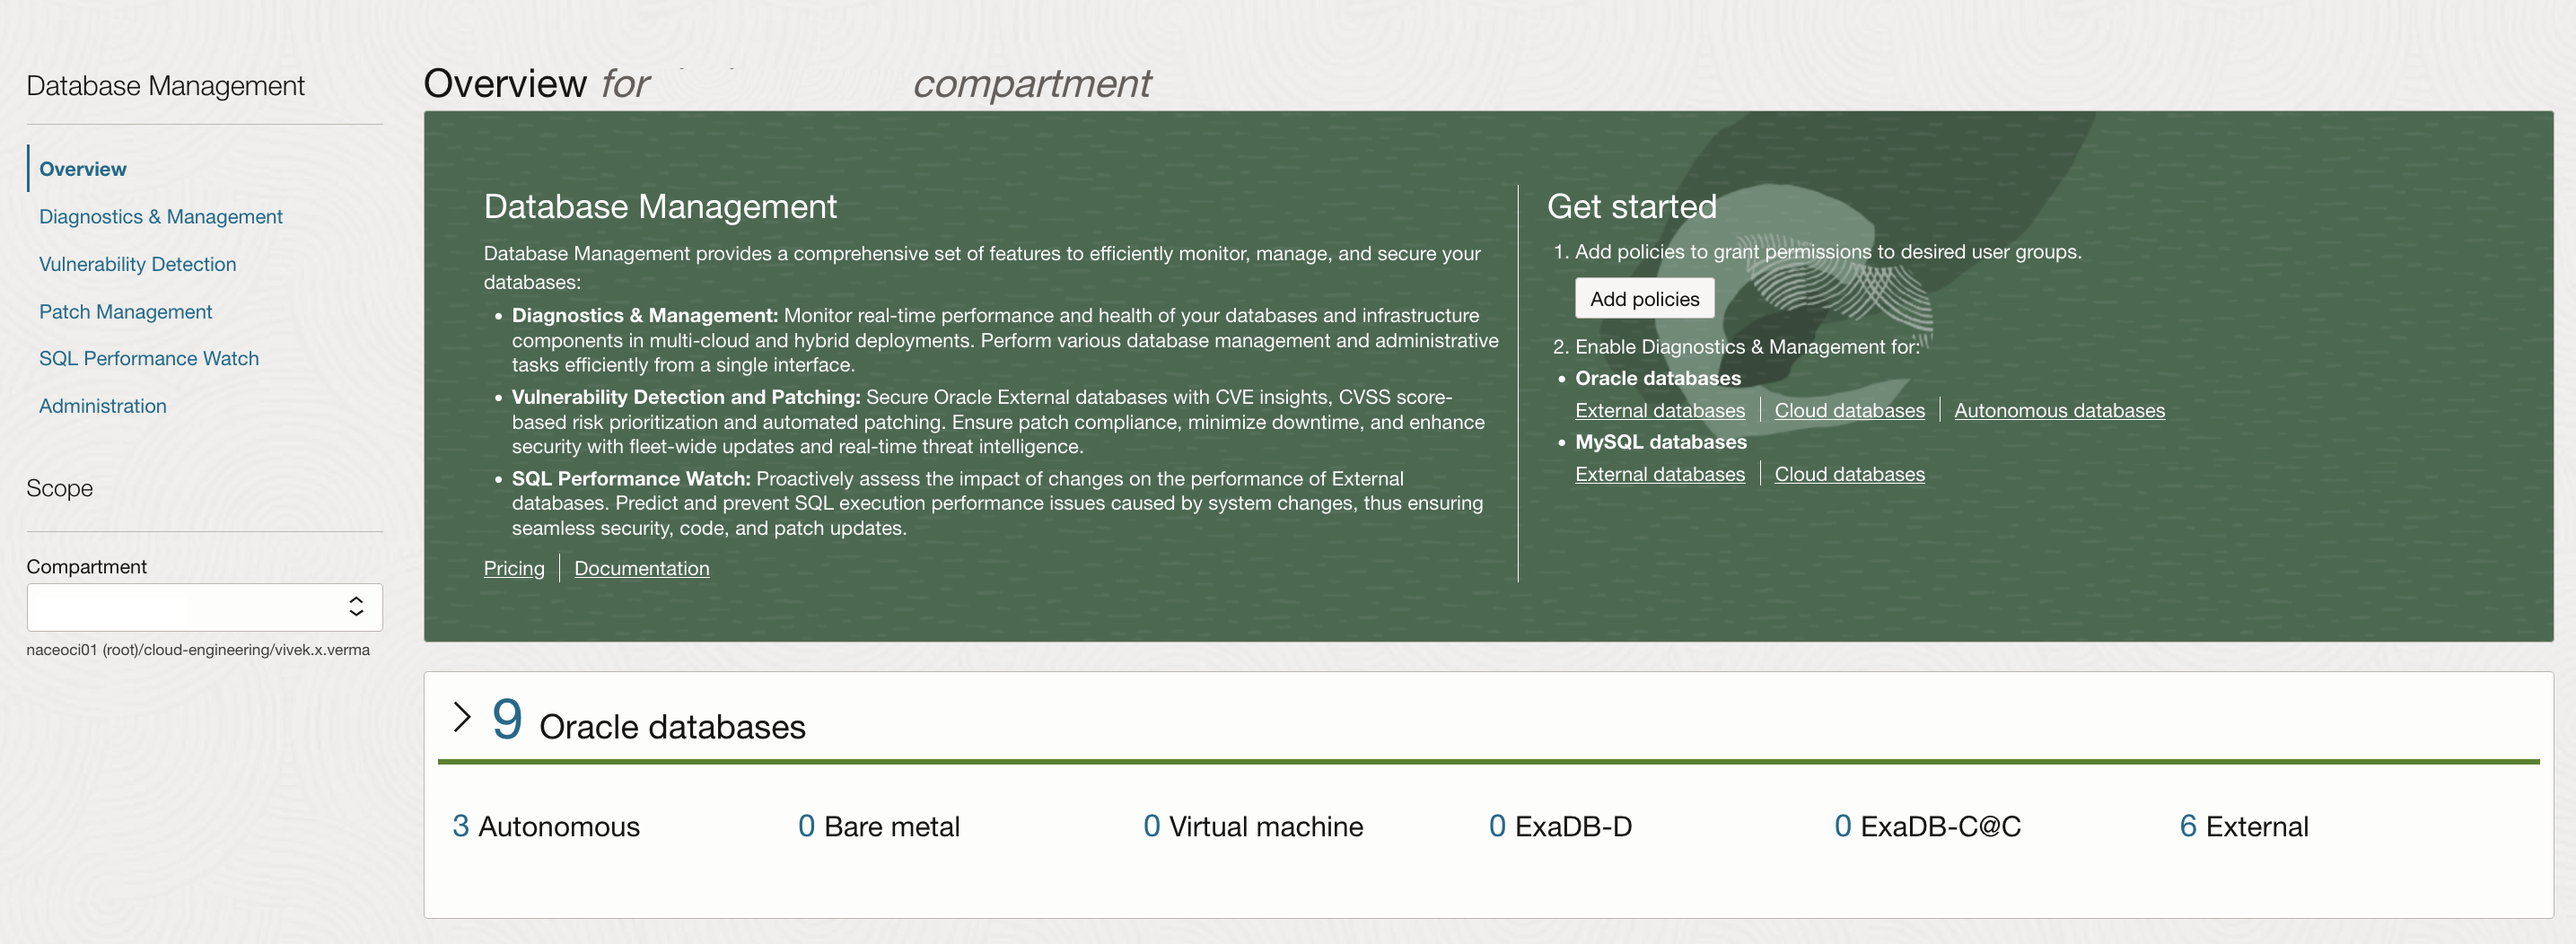 Database Management
Overview
Diagnostics & Management
Vulnerability Detection
Patch Management
SQL Performance Watch
Administration
Scope
Compartment
naceoci01 (root)/cloud-engineering/vivek.x.verma
Overview for compartment
Database Management
Database Management provides a comprehensive set of features to efficiently monitor, manage, and secure your
databases:
• Diagnostics & Management: Monitor real-time performance and health of your databases and infrastructure
components in multi-cloud and hybrid deployments. Perform various database management and administrative
tasks efficiently from a single interface.
• Vulnerability Detection and Patching: Secure Oracle External databases with CVE insights, CVSS score-
based risk prioritization and automated patching. Ensure patch compliance, minimize downtime, and enhance
security with fleet-wide updates and real-time threat intelligence.
• SQL Performance Watch: Proactively assess the impact of changes on the performance of External
databases. Predict and prevent SQL execution performance issues caused by system changes, thus ensuring
seamless security, code, and patch updates.
Pricing | Documentation
Get started
1. Add policies to grant permissions to desired user groups.
Add policies
2. Enable Diagnostics & Management for:
• Oracle databases
External databases | Cloud databases | Autonomous databases
• MySQL databases
External databases | Cloud databases
9 Oracle databases
3 Autonomous 0 Bare metal 0 Virtual machine 0 ExaDB-D 0 ExaDB-C@C 6 External